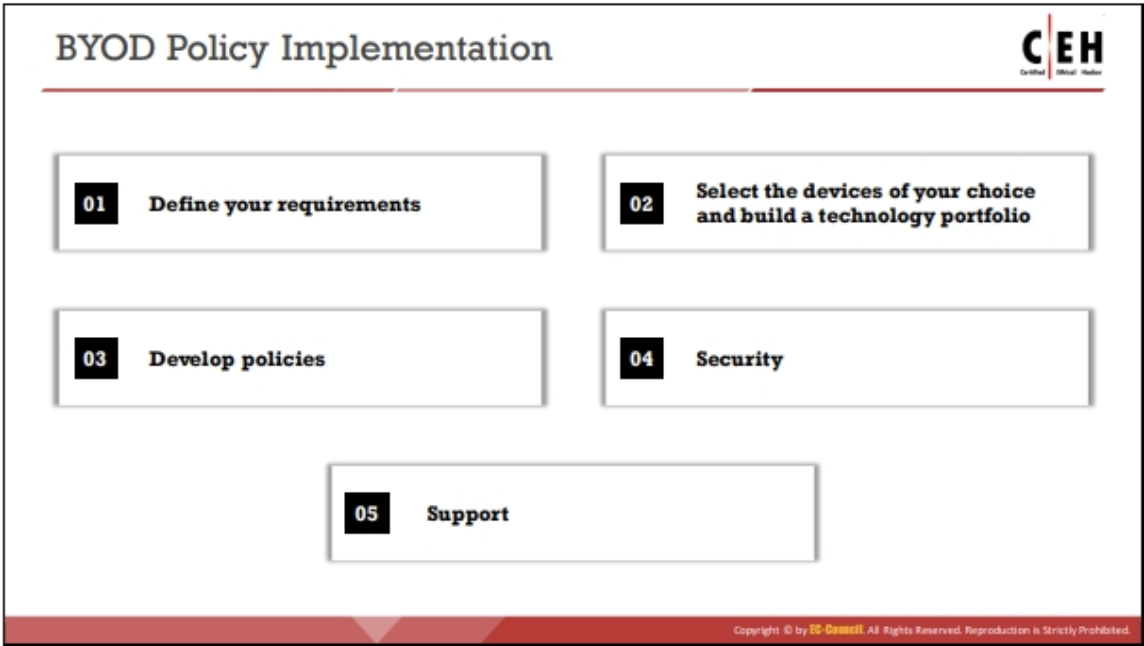 BYOD Policy Implementation
C EH
Certified Ethical Hacker
01 Define your requirements
02 Select the devices of your choice
and build a technology portfolio
03 Develop policies
04 Security
05 Support
Copyright © by EC-Council. All Rights Reserved. Reproduction is Strictly Prohibited.